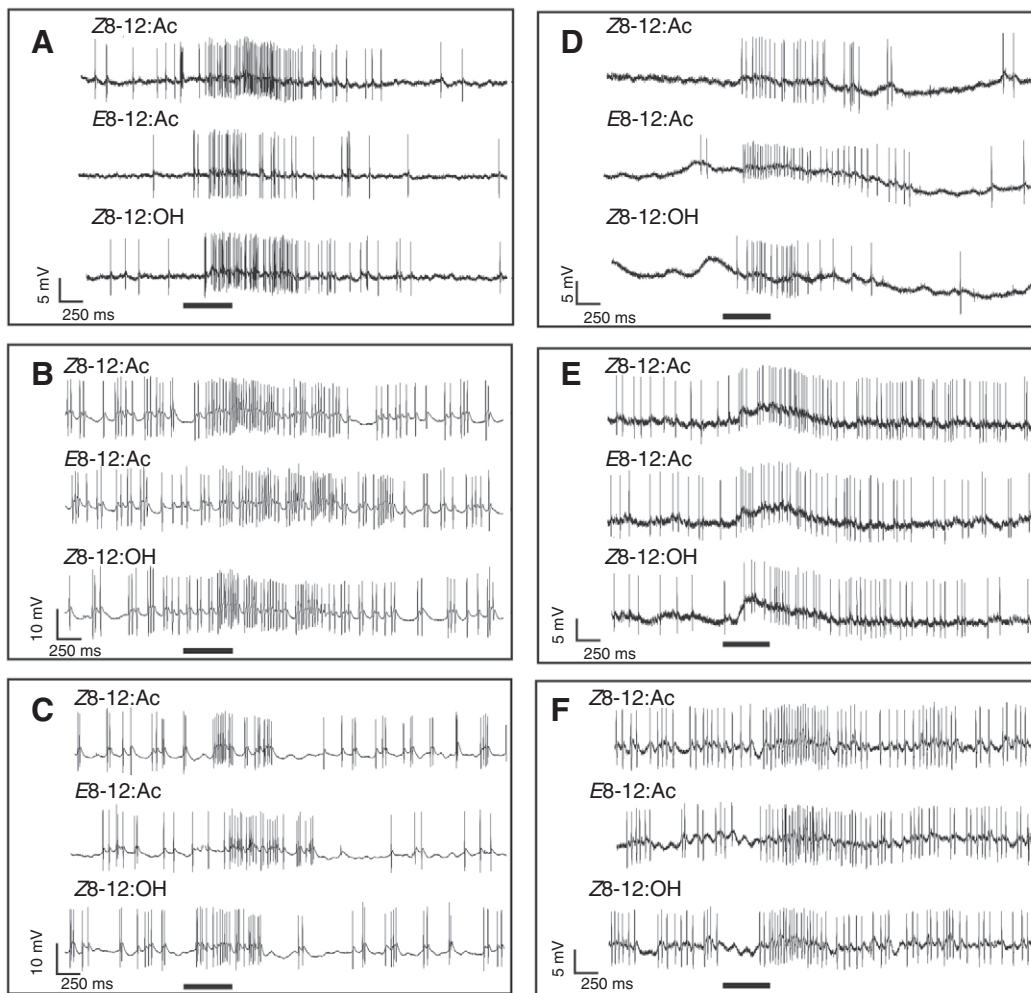 A
Z8-12:Ac
E8-12:Ac
Z8-12:OH
5 mV
250 ms
B
Z8-12:Ac
E8-12:Ac
Z8-12:OH
10 mV
250 ms
C
Z8-12:Ac
E8-12:Ac
Z8-12:OH
10 mV
250 ms
D
Z8-12:Ac
E8-12:Ac
Z8-12:OH
5 mV
250 ms
E
Z8-12:Ac
E8-12:Ac
Z8-12:OH
5 mV
250 ms
F
Z8-12:Ac
E8-12:Ac
Z8-12:OH
5 mV
250 ms